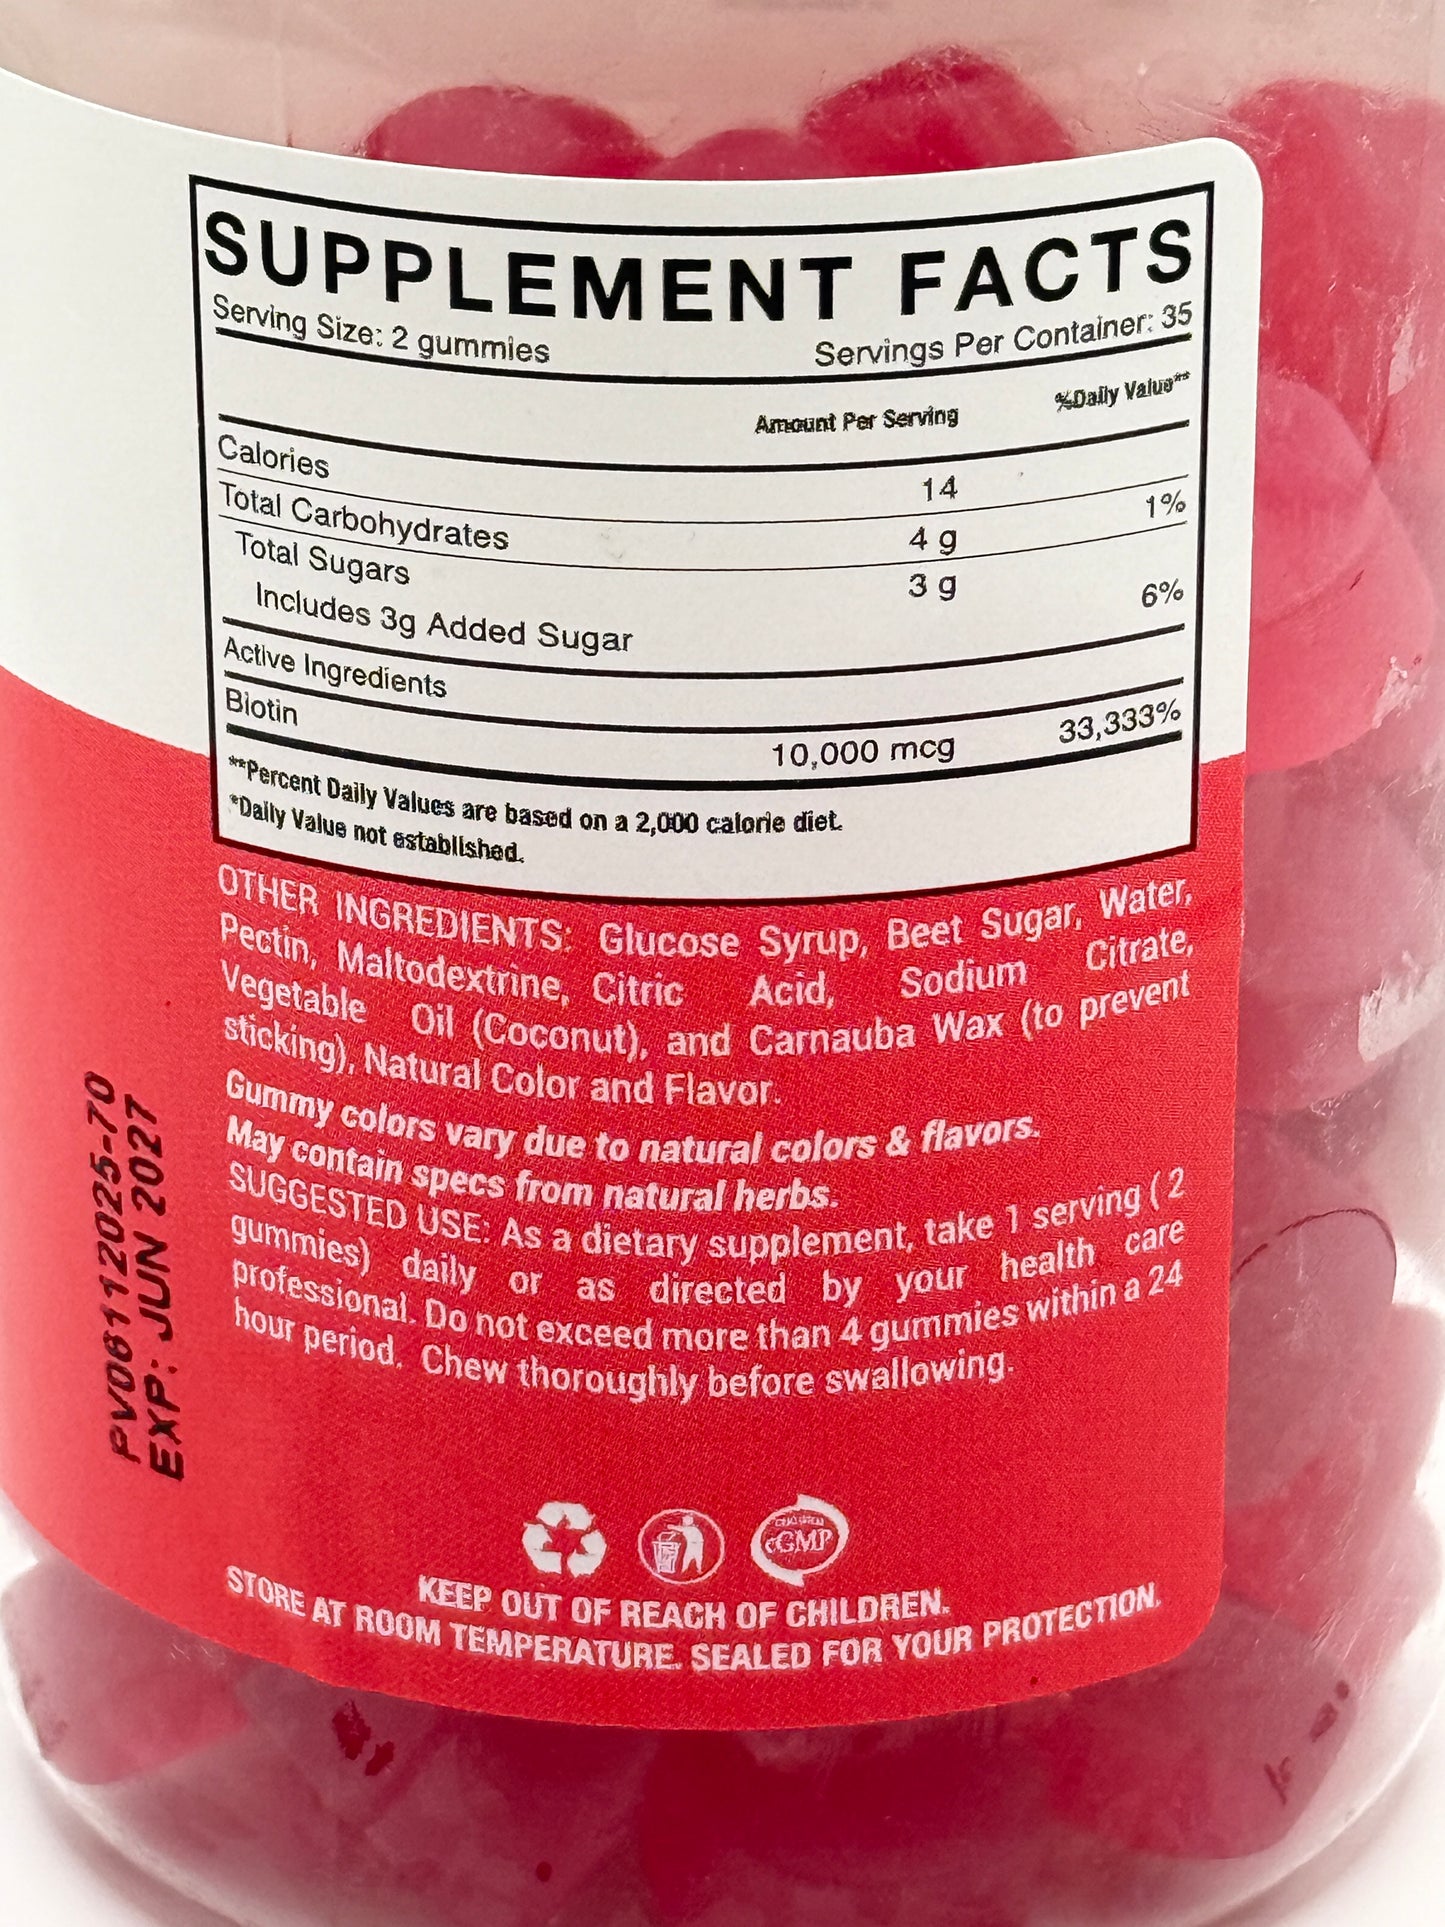 SUPPLEMENT FACTS
Serving Size: 2 gummies Servings Per Container: 35
Amount Per Serving %Daily Value**
Calories 14
Total Carbohydrates 4 g 1%
Total Sugars 3 g
Includes 3g Added Sugar 6%
Active Ingredients
Biotin 10,000 mcg 33,333%
**Percent Daily Values are based on a 2,000 calorie diet.
*Daily Value not established.
OTHER INGREDIENTS: Glucose Syrup, Beet Sugar, Water,
Pectin, Maltodextrine, Citric Acid, Sodium Citrate,
Vegetable Oil (Coconut), and Carnauba Wax (to prevent
sticking), Natural Color and Flavor.
Gummy colors vary due to natural colors & flavors.
May contain specs from natural herbs.
SUGGESTED USE: As a dietary supplement, take 1 serving ( 2
gummies) daily or as directed by your health care
professional. Do not exceed more than 4 gummies within a 24
hour period. Chew thoroughly before swallowing.
PV06112025-70
EXP: JUN 2027
cGMP
KEEP OUT OF REACH OF CHILDREN.
STORE AT ROOM TEMPERATURE. SEALED FOR YOUR PROTECTION.